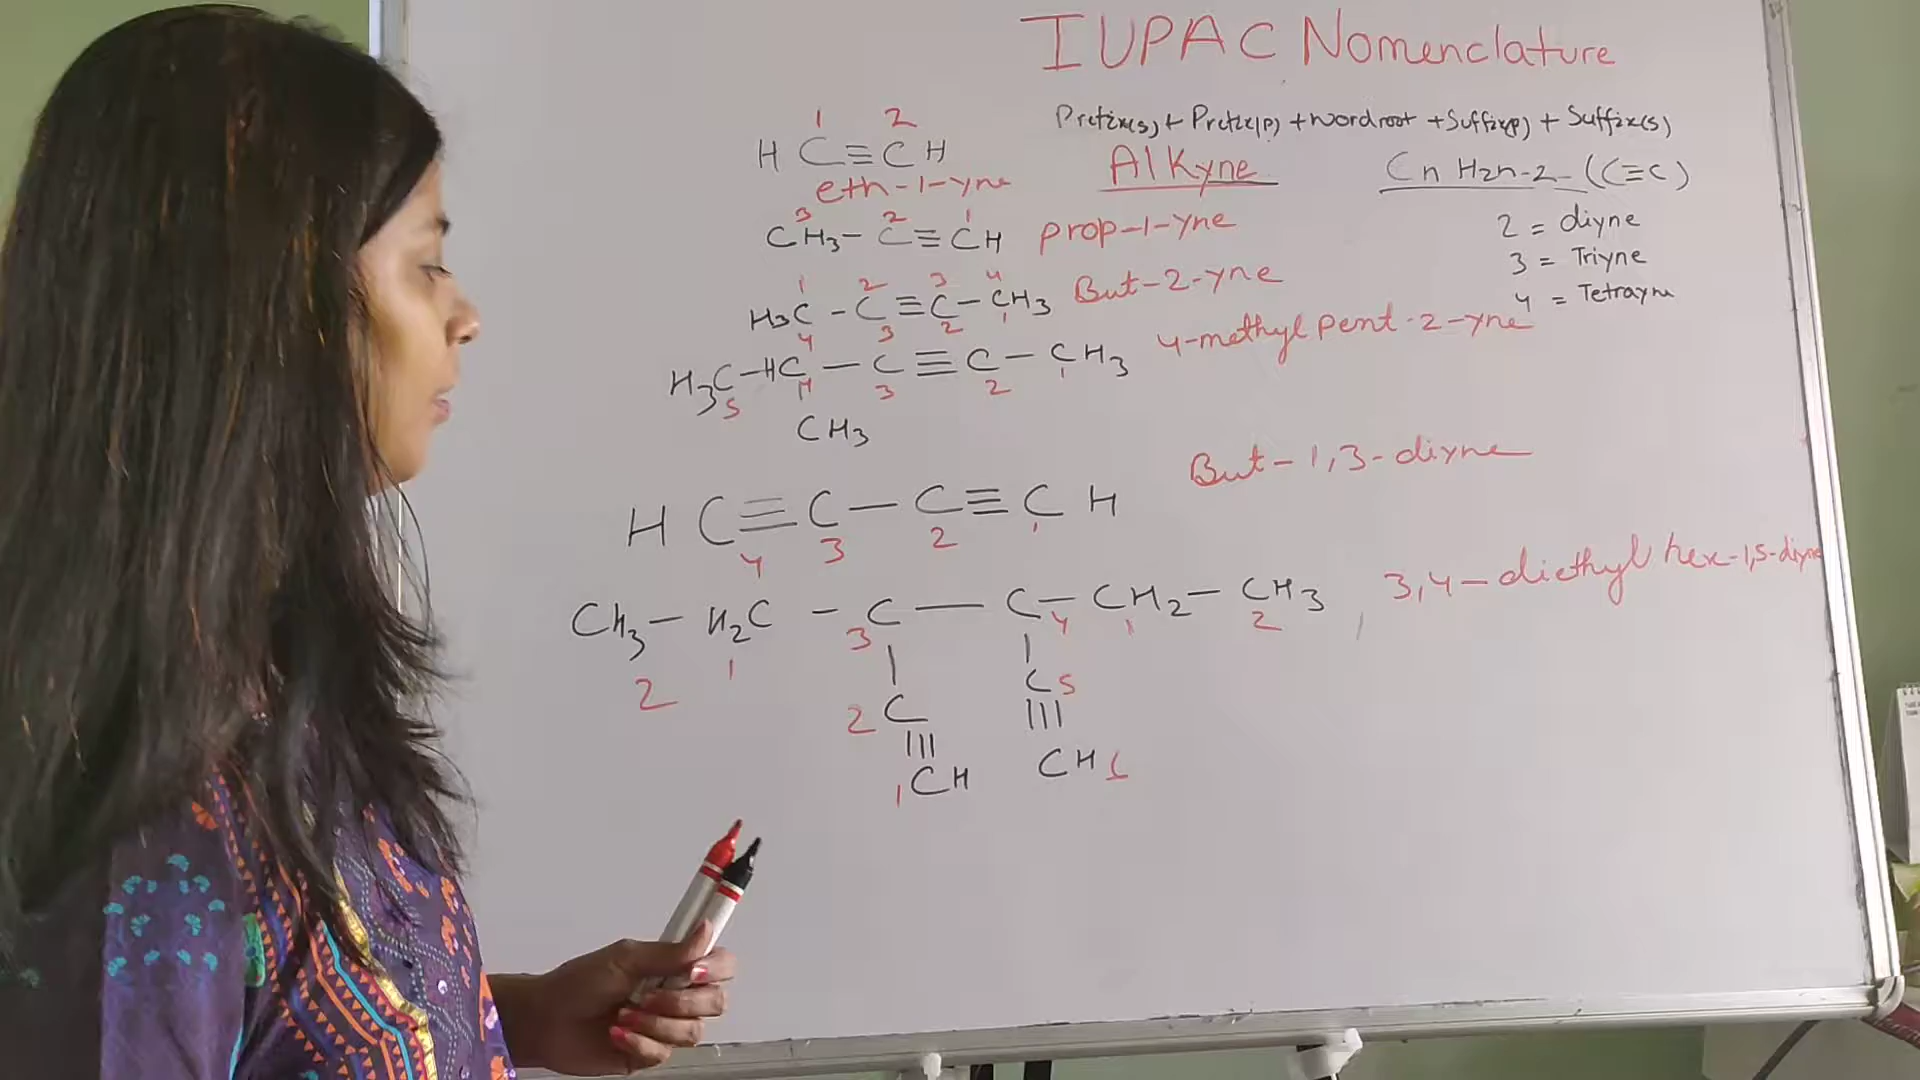 IUPAC Nomenclature
Prefix(s) + Prefix(p) + wordroot + Suffix(p) + Suffix(s)
Alkyne CnH2n-2 (C≡C)
2 = diyne
3 = Triyne
4 = Tetrayne
1 2
H C≡CH
eth-1-yne
3 2 1
CH3-C≡CH prop-1-yne
1 2 3 4
H3C-C≡C-CH3 But-2-yne
4 3 2 1
H3C-HC-C≡C-CH3 4-methyl pent-2-yne
5 4 3 2 1
CH3
But-1,3-diyne
H C≡C-C≡C H
4 3 2 1
3,4-diethyl hex-1,5-diyne
CH3-H2C-C-C-CH2-CH3
2 1 3 4 1 2
2 C C 5
||| |||
1 CH CH 6